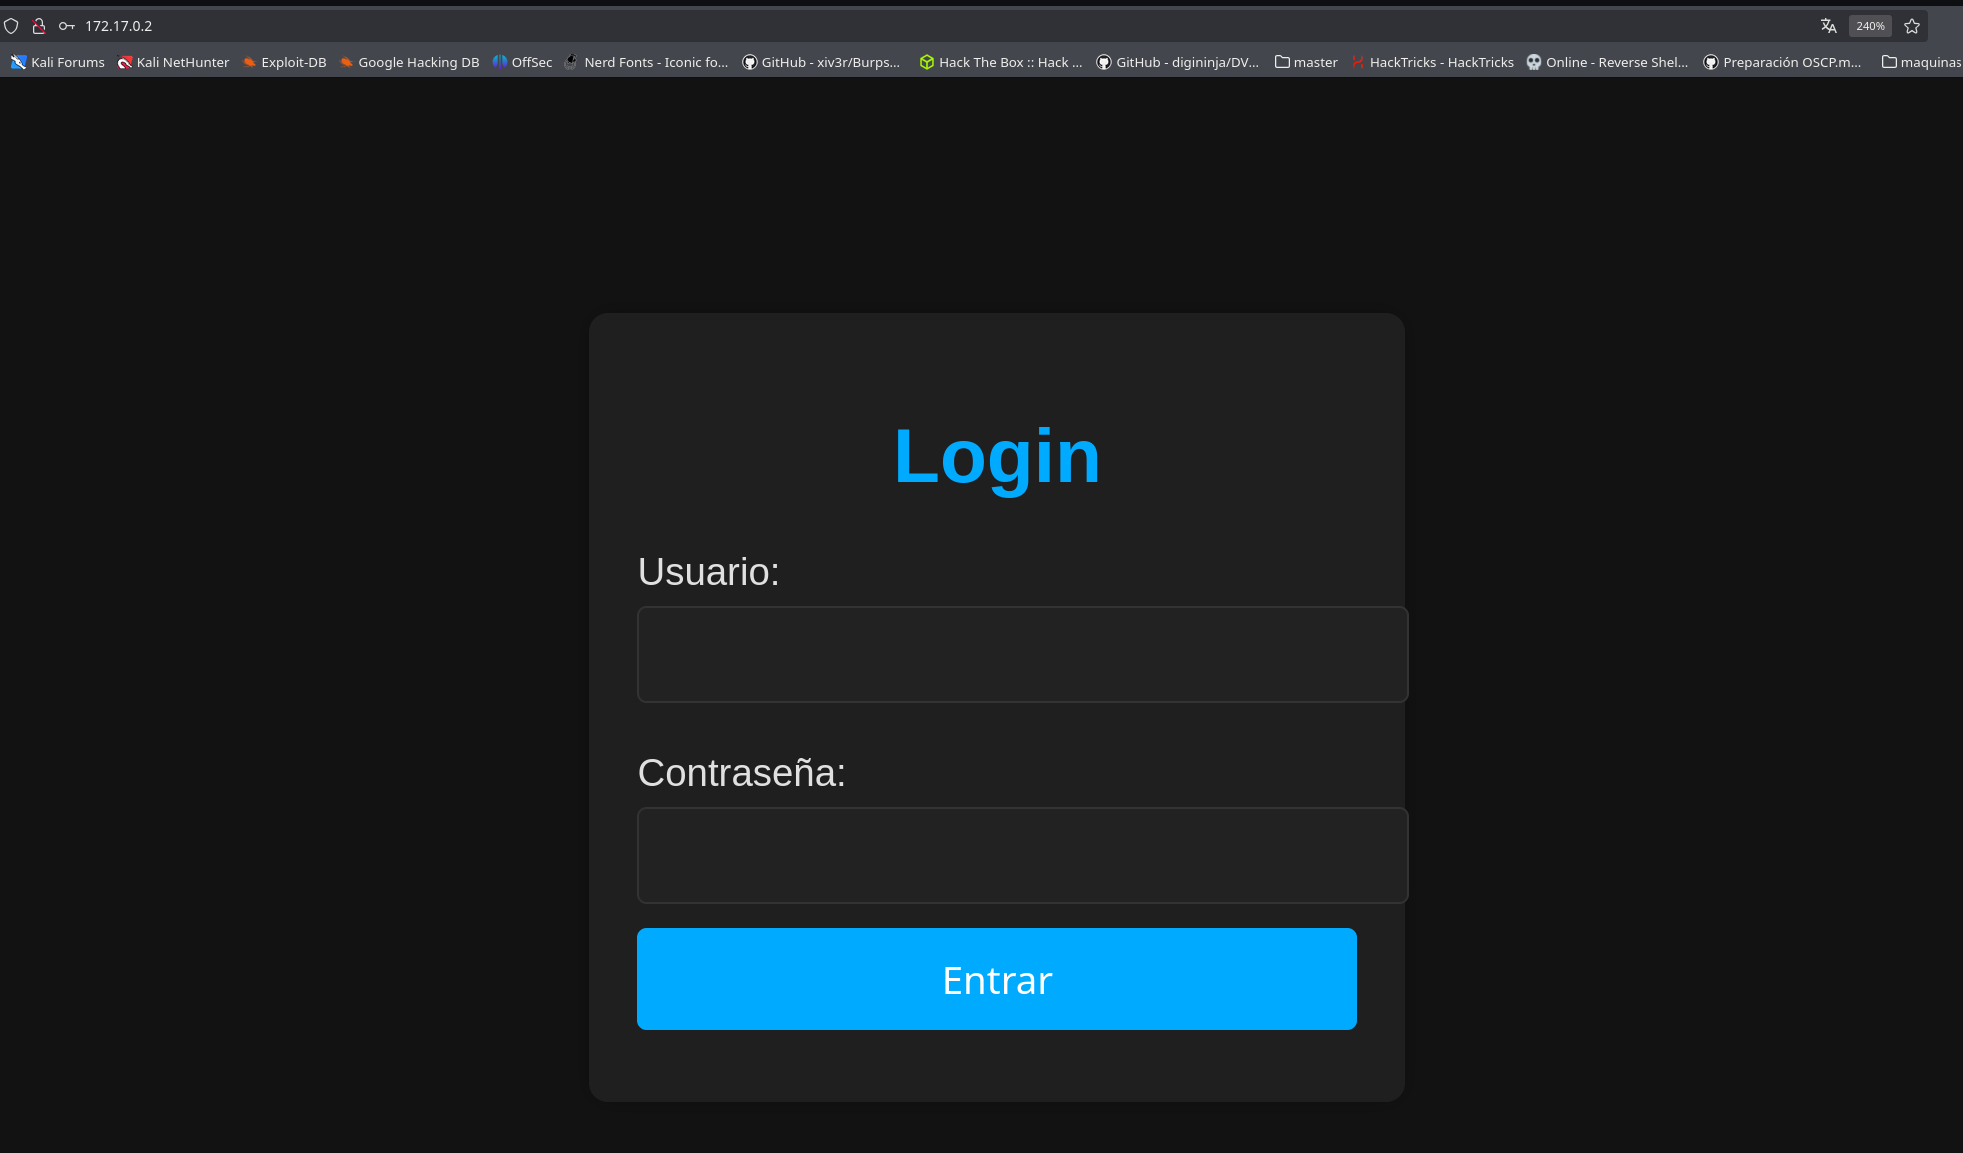 172.17.0.2 240%
Kali Forums Kali NetHunter Exploit-DB Google Hacking DB OffSec Nerd Fonts - Iconic fo... GitHub - xiv3r/Burps... Hack The Box :: Hack ... GitHub - digininja/DV... master HackTricks - HackTricks Online - Reverse Shel... Preparación OSCP.m... maquinas
Login
Usuario:
Contraseña:
Entrar